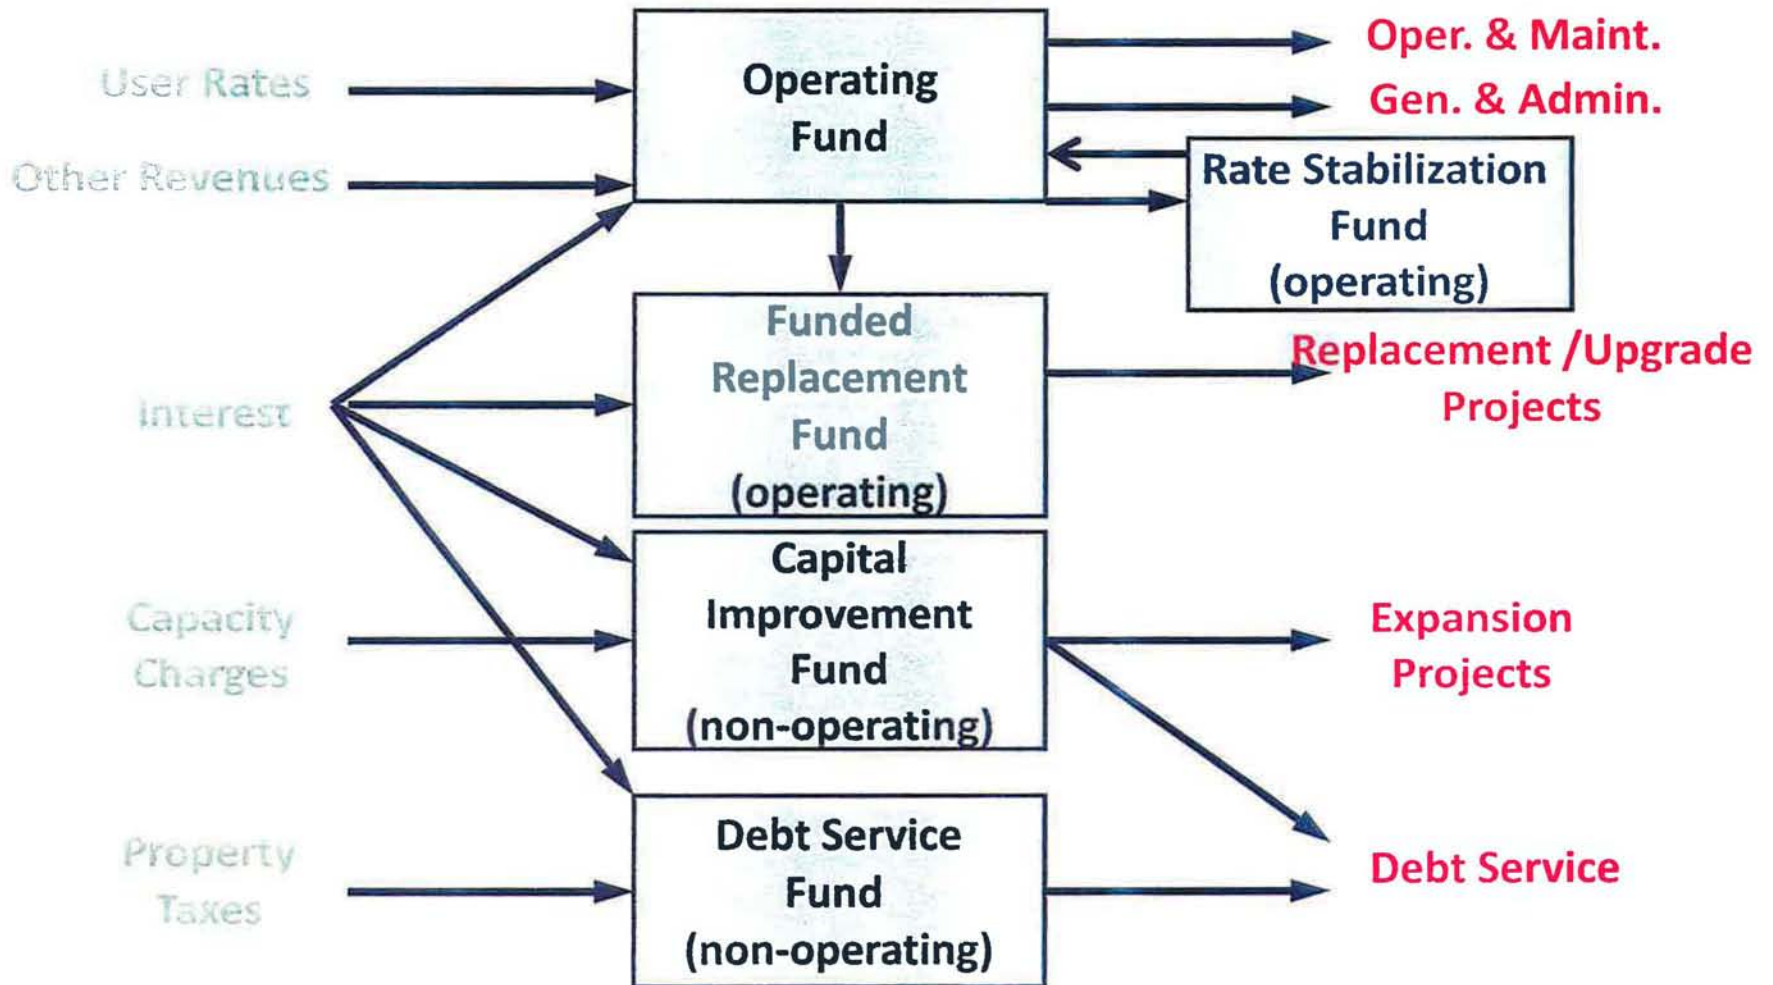 User Rates
Other Revenues
Interest
Capacity
Charges
Property
Taxes
Operating
Fund
Funded
Replacement
Fund
(operating)
Capital
Improvement
Fund
(non-operating)
Debt Service
Fund
(non-operating)
Oper. & Maint.
Gen. & Admin.
Rate Stabilization
Fund
(operating)
Replacement /Upgrade
Projects
Expansion
Projects
Debt Service